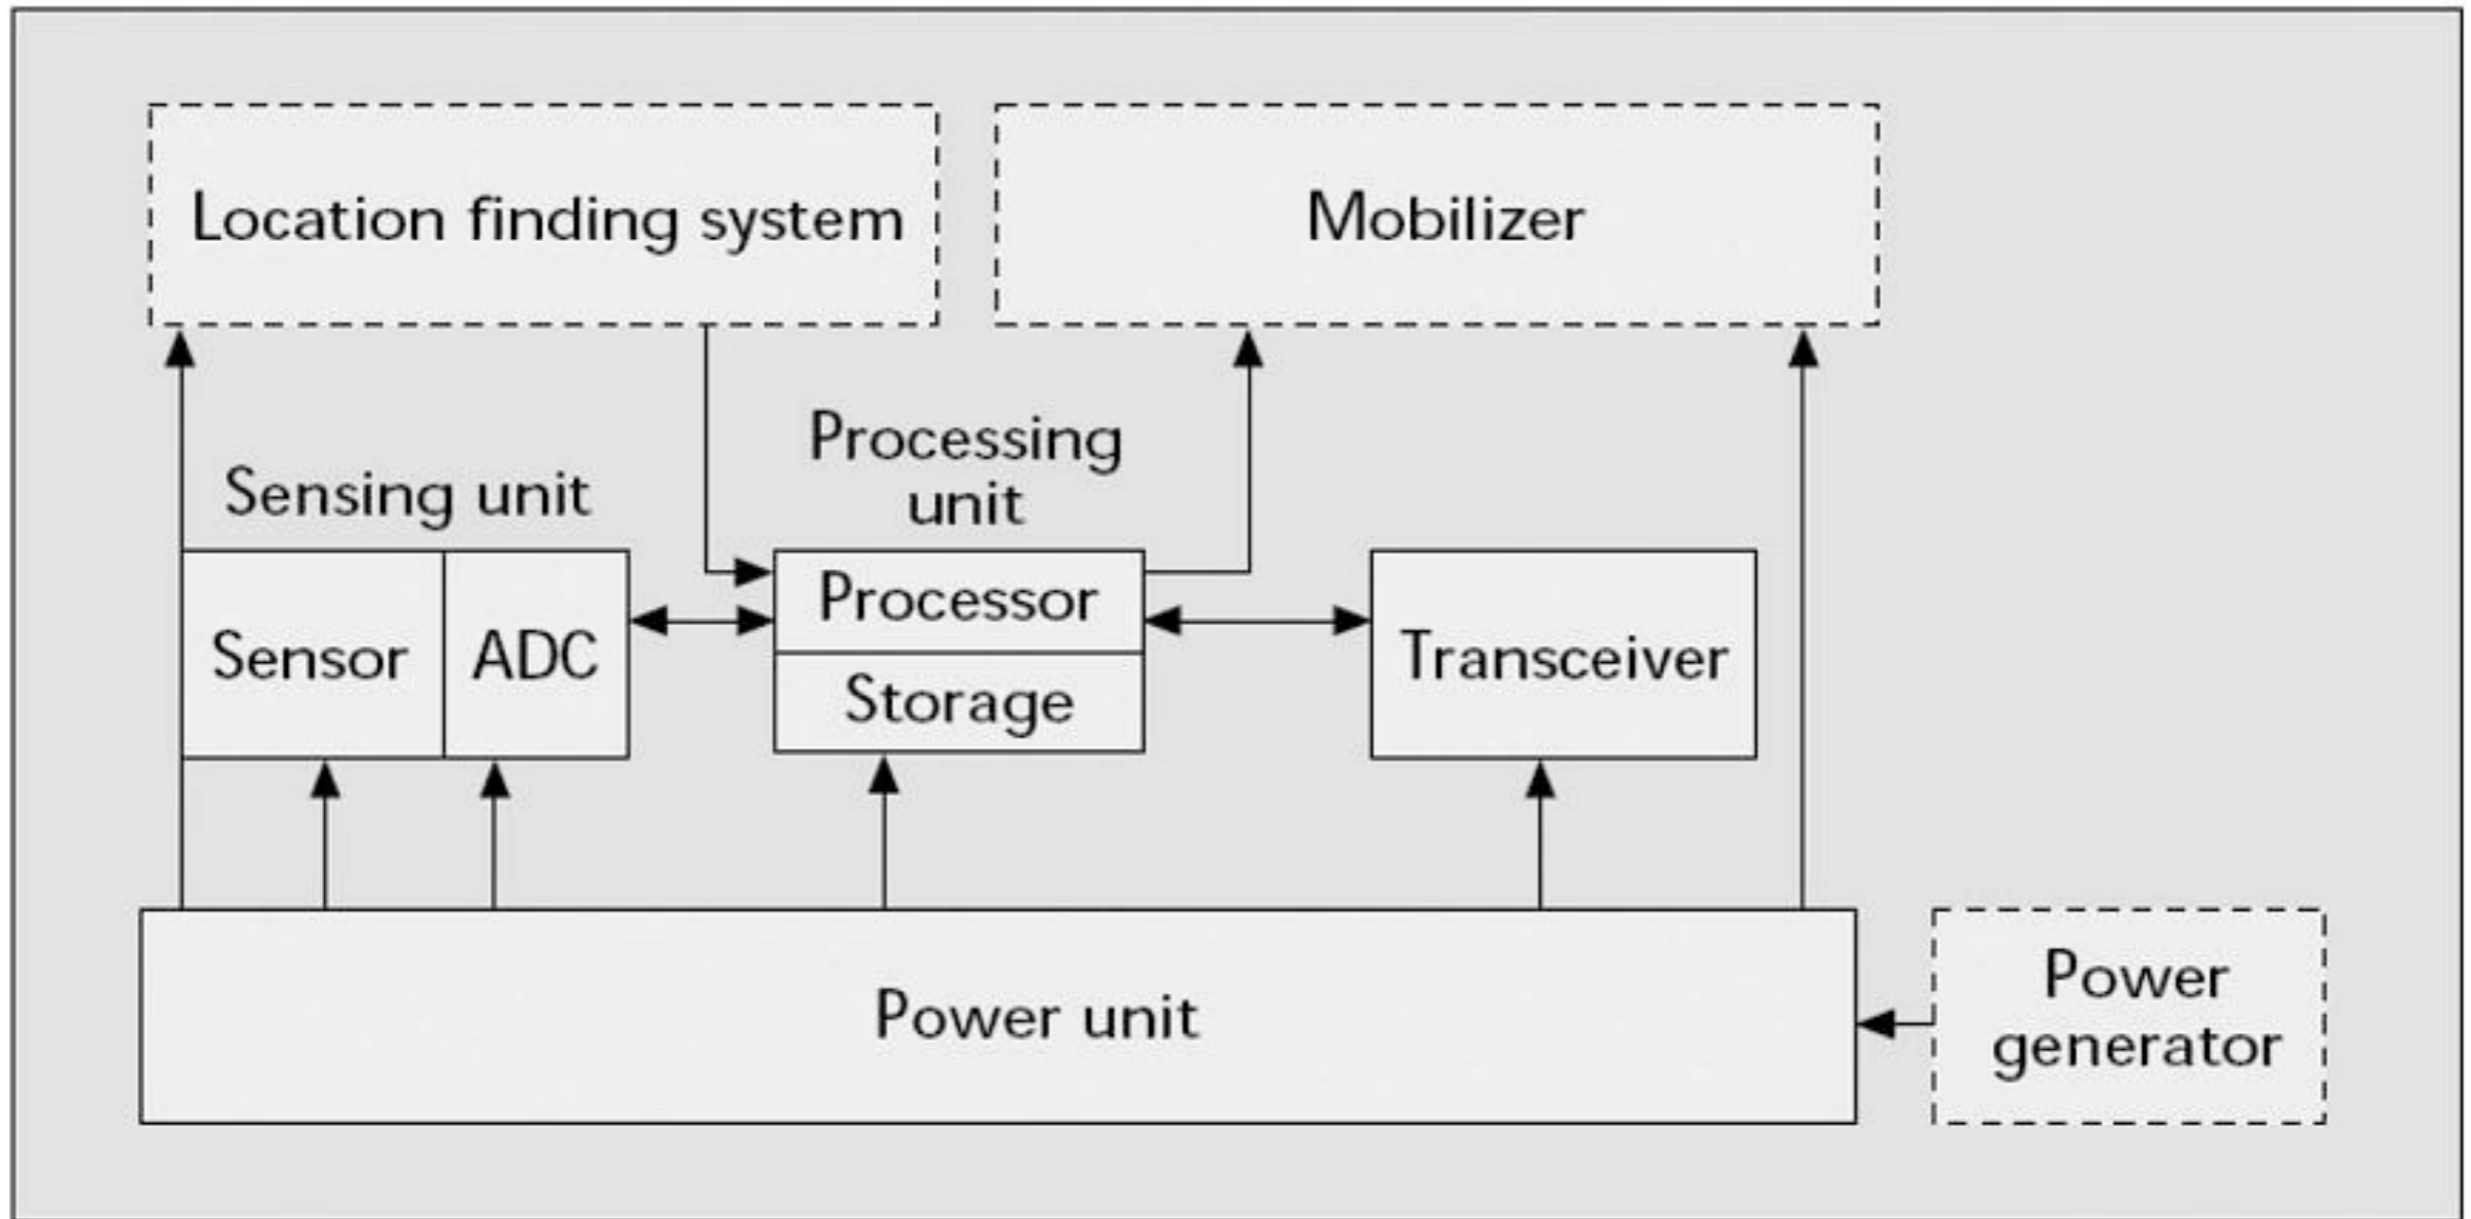 Location finding system
Mobilizer
Processing
unit
Sensing unit
Sensor
ADC
Processor
Storage
Transceiver
Power unit
Power
generator